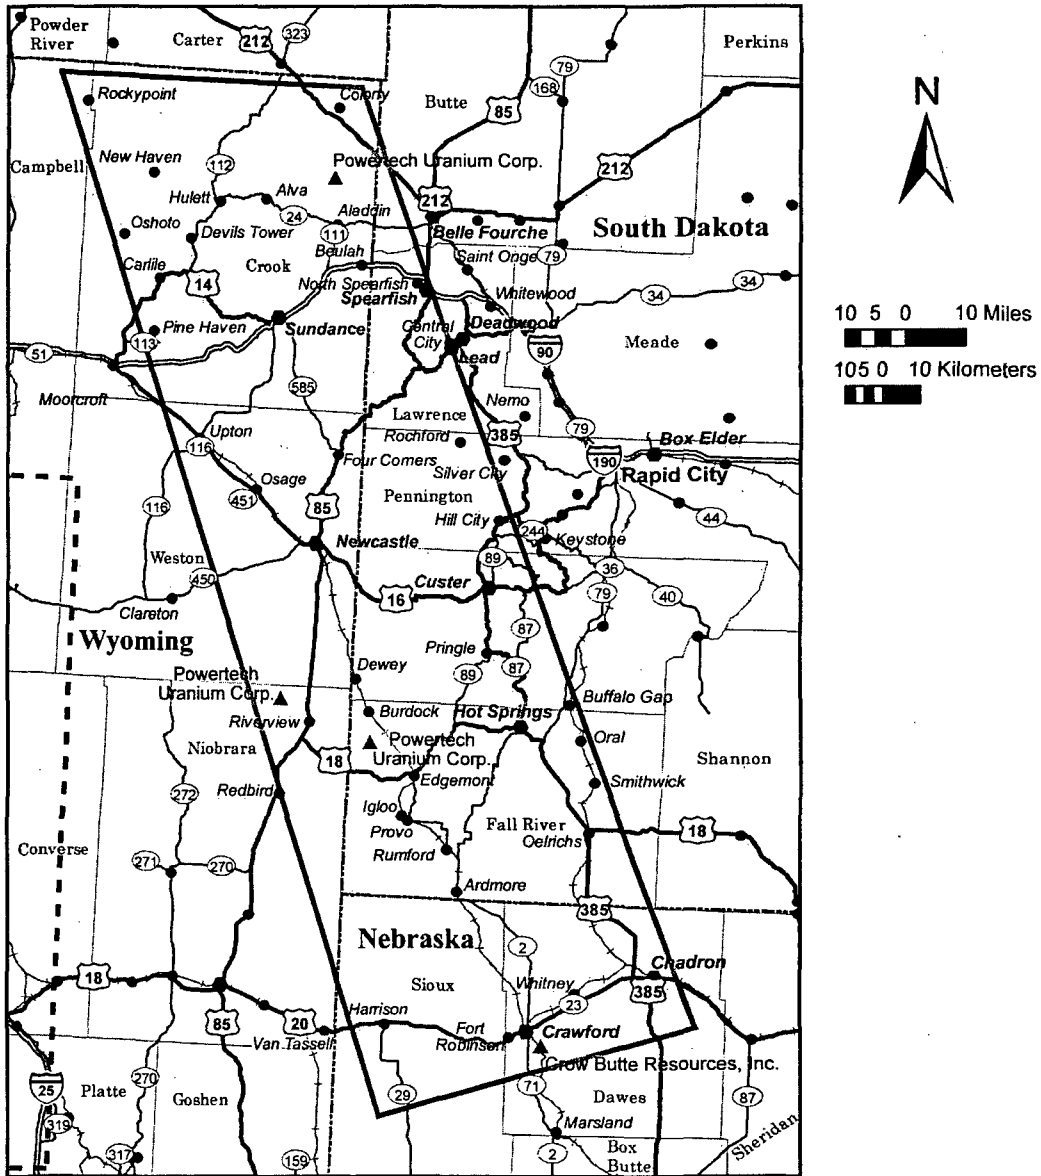 Powder
River
Carter
212
323
Perkins
79
168
Rockypoint
Colony
Butte
85
New Haven
Campbell
112
Powertech Uranium Corp.
212
Hulett
Alva
24
Aladdin
212
Belle Fourche
South Dakota
Oshoto
Devils Tower
111
Beulah
Saint Onge
79
Carlile
Crook
14
North Spearfish
Spearfish
Whitewood
34
34
Pine Haven
Sundance
Central
City
Deadwood
Lead
113
51
90
Meade
Moorcroft
585
Lawrence
Nemo
79
Upton
116
Rochford
385
Box Elder
Four Corners
Silver City
190
Rapid City
Osage
451
Pennington
116
85
Hill City
244
44
Newcastle
Keystone
Weston
89
36
450
Custer
16
79
40
Clareton
Wyoming
87
Pringle
87
Dewey
89
Powertech
Uranium Corp.
Burdock
Hot Springs
Buffalo Gap
Riverview
Powertech
Uranium Corp.
Oral
Niobrara
18
Edgemont
Shannon
Smithwick
272
Redbird
Igloo
Provo
Fall River
Oelrichs
18
Converse
Rumford
271
270
Ardmore
385
Nebraska
2
Chadron
18
Sioux
Whitney
23
385
85
20
Harrison
Fort
Robinson
Crawford
Van Tassell
Crow Butte Resources, Inc.
25
Platte
270
Goshen
29
71
Dawes
87
319
Marsland
317
159
2
Box
Butte
Sheridan
N
10 5 0 10 Miles
105 0 10 Kilometers